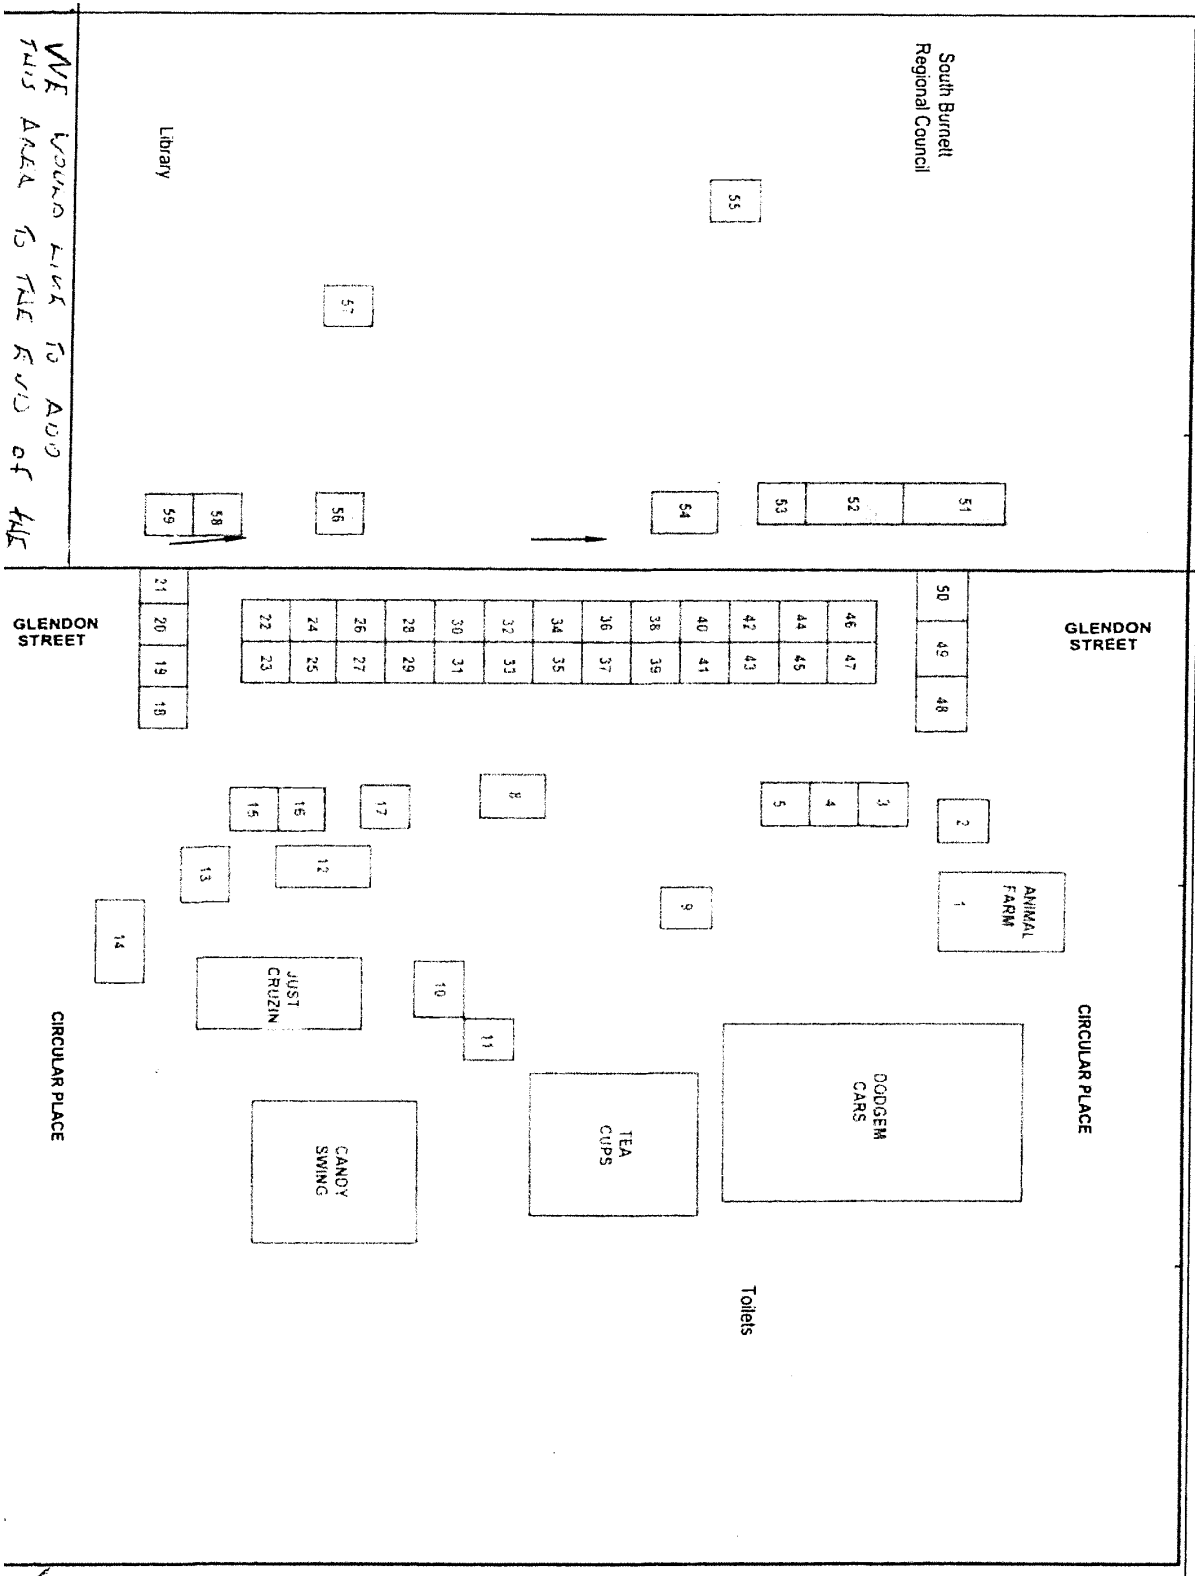 South Burnett
Regional Council
Library
55
57
WE WOULD LIKE TO ADD
THIS AREA TO THE END OF THE
59
58
56
54
53
52
51
GLENDON
STREET
GLENDON
STREET
21
20
19
18
22
24
26
28
30
32
34
36
38
40
42
44
46
23
25
27
29
31
33
35
37
39
41
43
45
47
50
49
48
15
16
17
8
5
4
3
2
13
12
9
ANIMAL
FARM
1
14
JUST
CRUZIN
10
11
CIRCULAR PLACE
CIRCULAR PLACE
CANDY
SWING
TEA
CUPS
DODGEM
CARS
Toilets